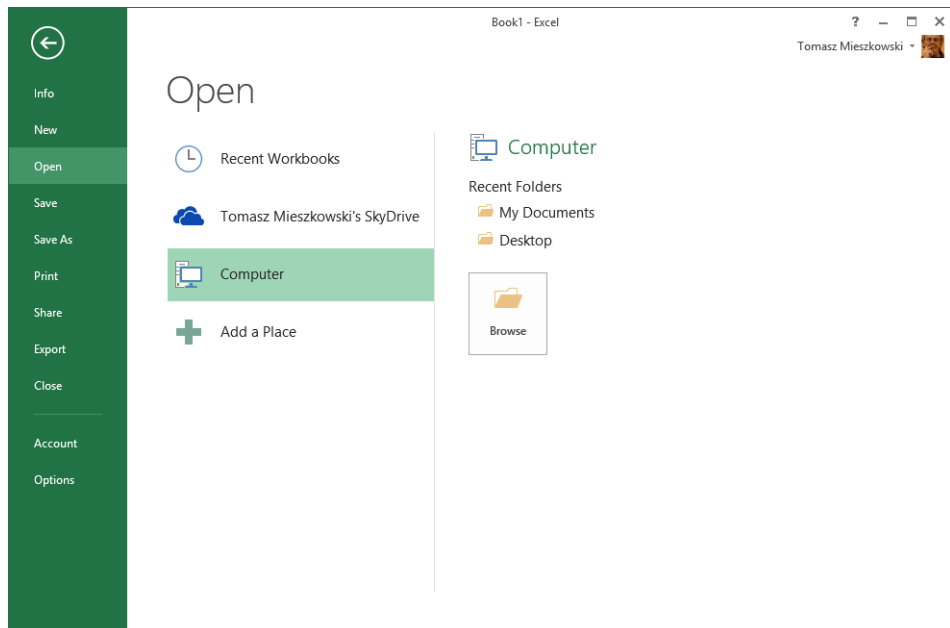 Book1 - Excel
?
Tomasz Mieszkowski
Info
New
Open
Save
Save As
Print
Share
Export
Close
Account
Options
Open
Recent Workbooks
Tomasz Mieszkowski's SkyDrive
Computer
Add a Place
Computer
Recent Folders
My Documents
Desktop
Browse